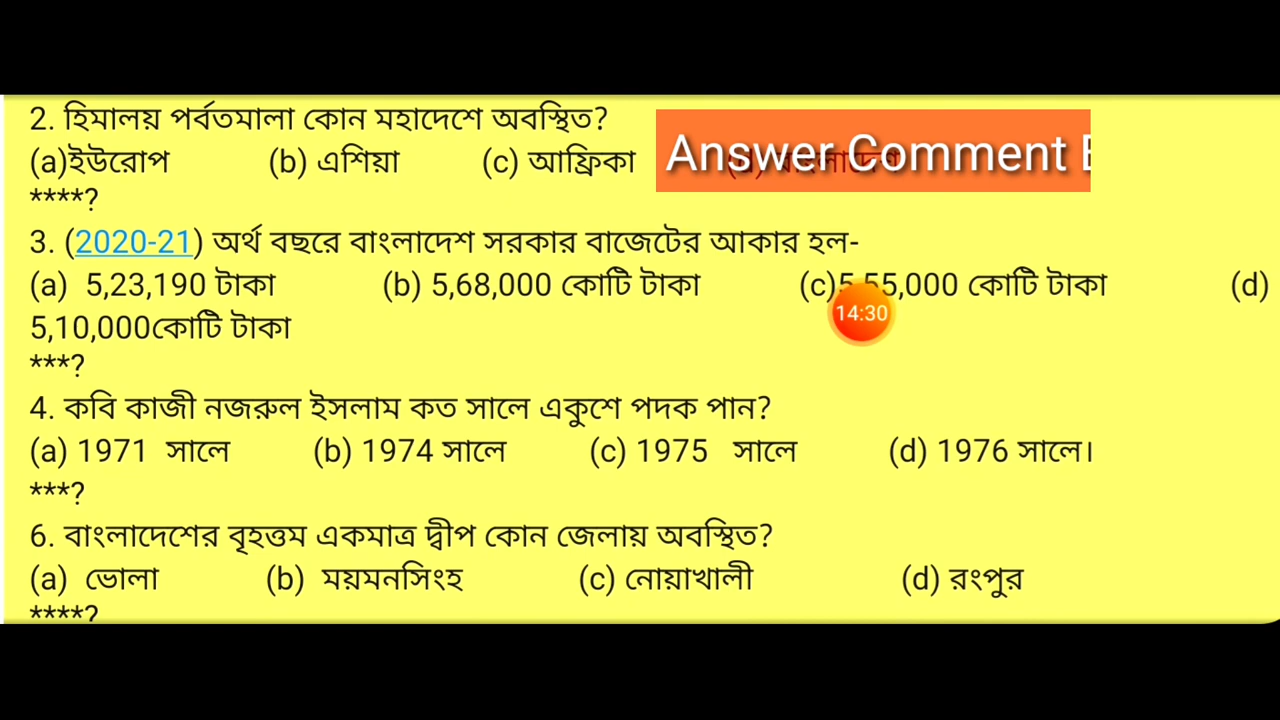 2. হিমালয় পর্বতমালা কোন মহাদেশে অবস্থিত?
(a)ইউরোপ (b) এশিয়া (c) আফ্রিকা (d)
Answer Comment
****?
3. (2020-21) অর্থ বছরে বাংলাদেশ সরকার বাজেটের আকার হল-
(a) 5,23,190 টাকা (b) 5,68,000 কোটি টাকা (c)5,55,000 কোটি টাকা (d)
14:30
5,10,000কোটি টাকা
***?
4. কবি কাজী নজরুল ইসলাম কত সালে একুশে পদক পান?
(a) 1971 সালে (b) 1974 সালে (c) 1975 সালে (d) 1976 সালে।
***?
6. বাংলাদেশের বৃহত্তম একমাত্র দ্বীপ কোন জেলায় অবস্থিত?
(a) ভোলা (b) ময়মনসিংহ (c) নোয়াখালী (d) রংপুর
****?